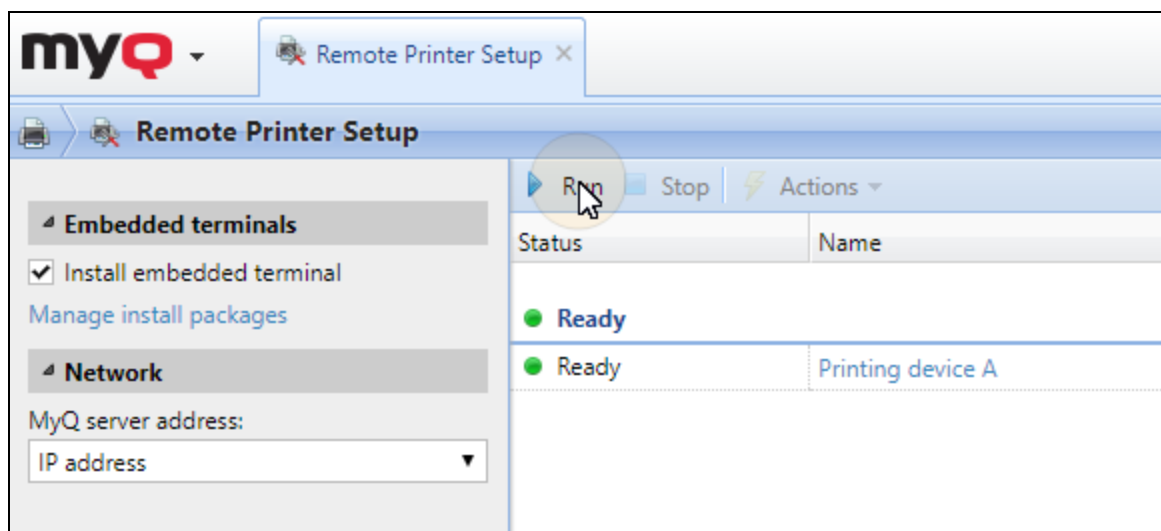 myQ
Remote Printer Setup
Remote Printer Setup
Run Stop Actions
Embedded terminals
Install embedded terminal
Manage install packages
Network
MyQ server address:
IP address
Status Name
Ready
Ready Printing device A